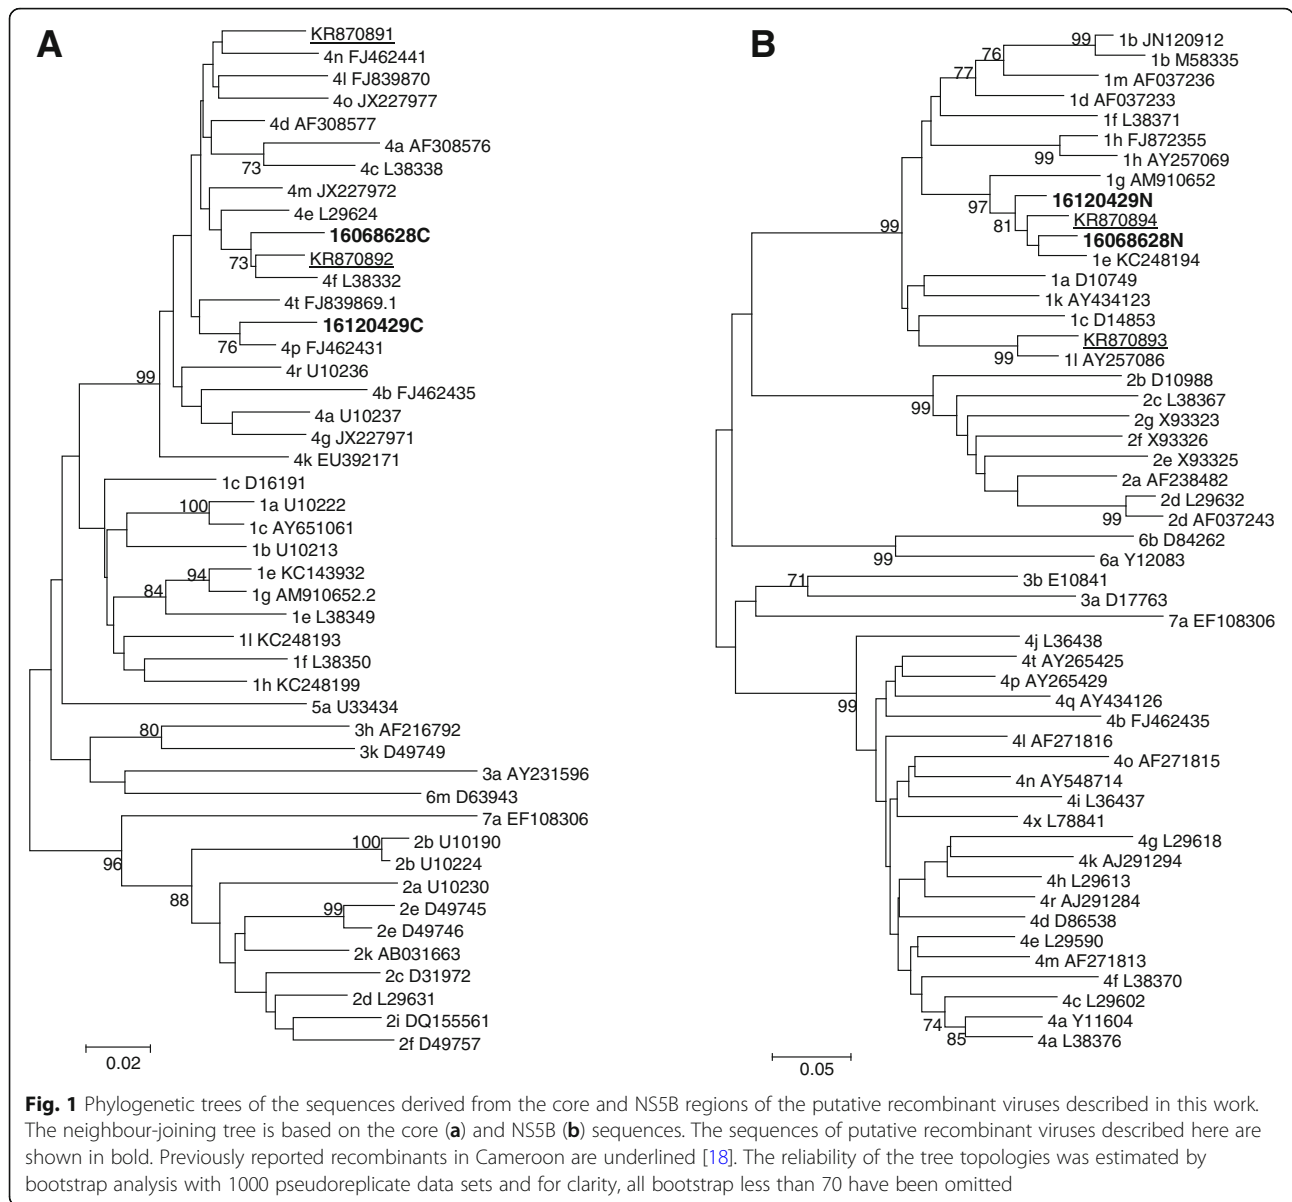 A
KR870891
4n FJ462441
4l FJ839870
4o JX227977
4d AF308577
4a AF308576
73
4c L38338
4m JX227972
4e L29624
16068628C
73
KR870892
4f L38332
4t FJ839869.1
16120429C
76
4p FJ462431
4r U10236
99
4b FJ462435
4a U10237
4g JX227971
4k EU392171
1c D16191
100
1a U10222
1c AY651061
1b U10213
94
1e KC143932
84
1g AM910652.2
1e L38349
1l KC248193
1f L38350
1h KC248199
5a U33434
80
3h AF216792
3k D49749
3a AY231596
6m D63943
7a EF108306
96
100
2b U10190
2b U10224
88
2a U10230
99
2e D49745
2e D49746
2k AB031663
2c D31972
2d L29631
2i DQ155561
2f D49757
0.02
B
99
1b JN120912
76
1b M58335
77
1m AF037236
1d AF037233
1f L38371
1h FJ872355
99
1h AY257069
1g AM910652
97
16120429N
81
KR870894
99
16068628N
1e KC248194
1a D10749
1k AY434123
1c D14853
KR870893
99
1l AY257086
2b D10988
99
2c L38367
2g X93323
2f X93326
2e X93325
2a AF238482
2d L29632
99
2d AF037243
6b D84262
99
6a Y12083
71
3b E10841
3a D17763
7a EF108306
4j L36438
4t AY265425
4p AY265429
99
4q AY434126
4b FJ462435
4l AF271816
4o AF271815
4n AY548714
4i L36437
4x L78841
4g L29618
4k AJ291294
4h L29613
4r AJ291284
4d D86538
4e L29590
4m AF271813
4f L38370
4c L29602
74
4a Y11604
85
4a L38376
0.05
Fig. 1 Phylogenetic trees of the sequences derived from the core and NS5B regions of the putative recombinant viruses described in this work.
The neighbour-joining tree is based on the core (a) and NS5B (b) sequences. The sequences of putative recombinant viruses described here are
shown in bold. Previously reported recombinants in Cameroon are underlined [18]. The reliability of the tree topologies was estimated by
bootstrap analysis with 1000 pseudoreplicate data sets and for clarity, all bootstrap less than 70 have been omitted